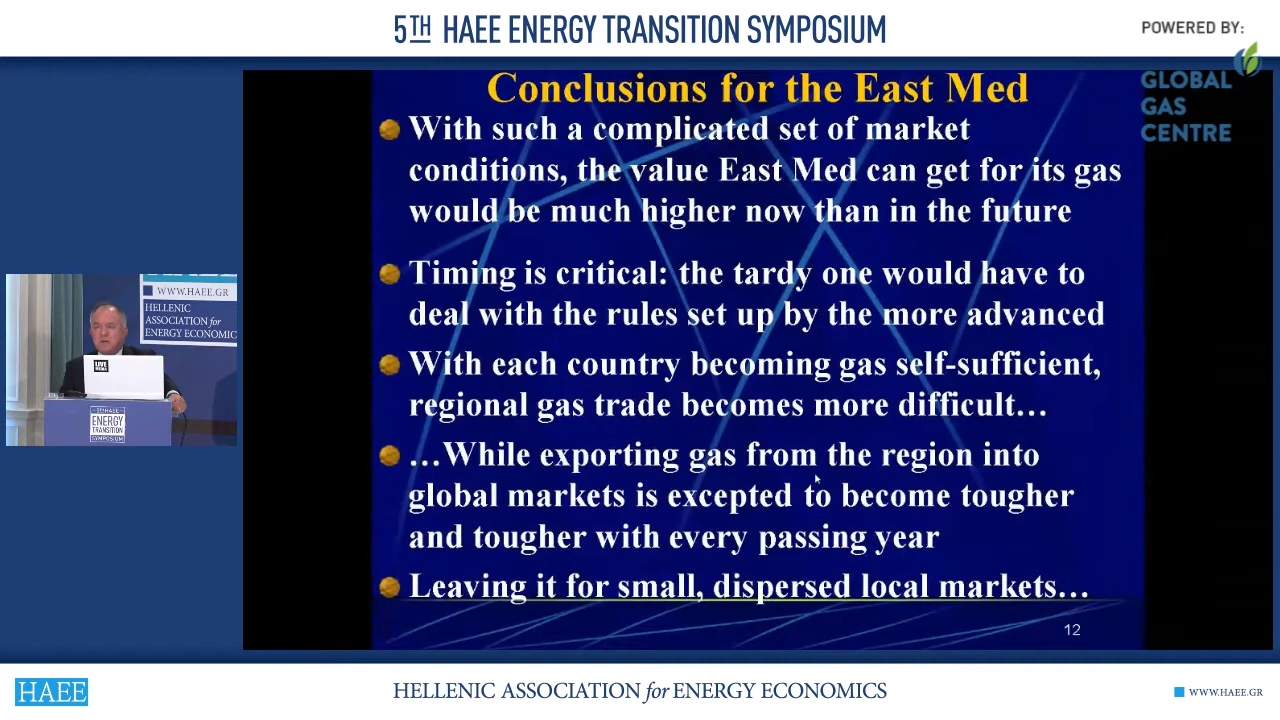 5TH HAEE ENERGY TRANSITION SYMPOSIUM
POWERED BY:
GLOBAL
GAS
CENTRE
Conclusions for the East Med
With such a complicated set of market
conditions, the value East Med can get for its gas
would be much higher now than in the future
Timing is critical: the tardy one would have to
deal with the rules set up by the more advanced
With each country becoming gas self-sufficient,
regional gas trade becomes more difficult…
…While exporting gas from the region into
global markets is excepted to become tougher
and tougher with every passing year
Leaving it for small, dispersed local markets…
12
WWW.HAEE.GR
HELLENIC
ASSOCIATION for
ENERGY ECONOMICS
LIVE
5th HAEE
ENERGY
TRANSITION
SYMPOSIUM
HAEE
HELLENIC ASSOCIATION for ENERGY ECONOMICS
WWW.HAEE.GR